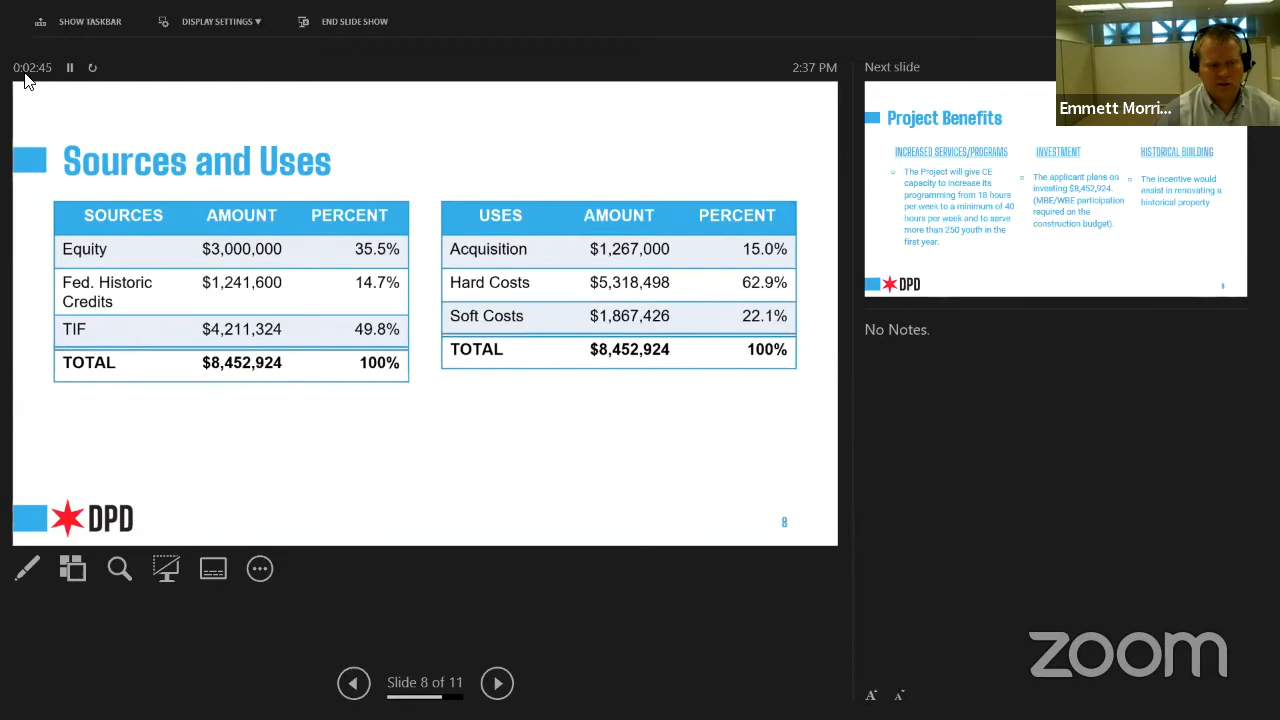 SHOW TASKBAR DISPLAY SETTINGS ▼ END SLIDE SHOW
0:02:45
2:37 PM
Sources and Uses
SOURCES AMOUNT PERCENT
Equity $3,000,000 35.5%
Fed. Historic $1,241,600 14.7%
Credits
TIF $4,211,324 49.8%
TOTAL $8,452,924 100%
USES AMOUNT PERCENT
Acquisition $1,267,000 15.0%
Hard Costs $5,318,498 62.9%
Soft Costs $1,867,426 22.1%
TOTAL $8,452,924 100%
DPD
8
Slide 8 of 11
Next slide
Emmett Morri...
Project Benefits
INCREASED SERVICES/PROGRAMS
The Project will give CE
capacity to increase its
programming from 18 hours
per week to a minimum of 40
hours per week and to serve
more than 250 youth in the
first year.
INVESTMENT
The applicant plans on
investing $8,452,924.
(MBE/WBE participation
required on the
construction budget).
HISTORICAL BUILDING
The incentive would
assist in renovating a
historical property
DPD
No Notes.
zoom
A A